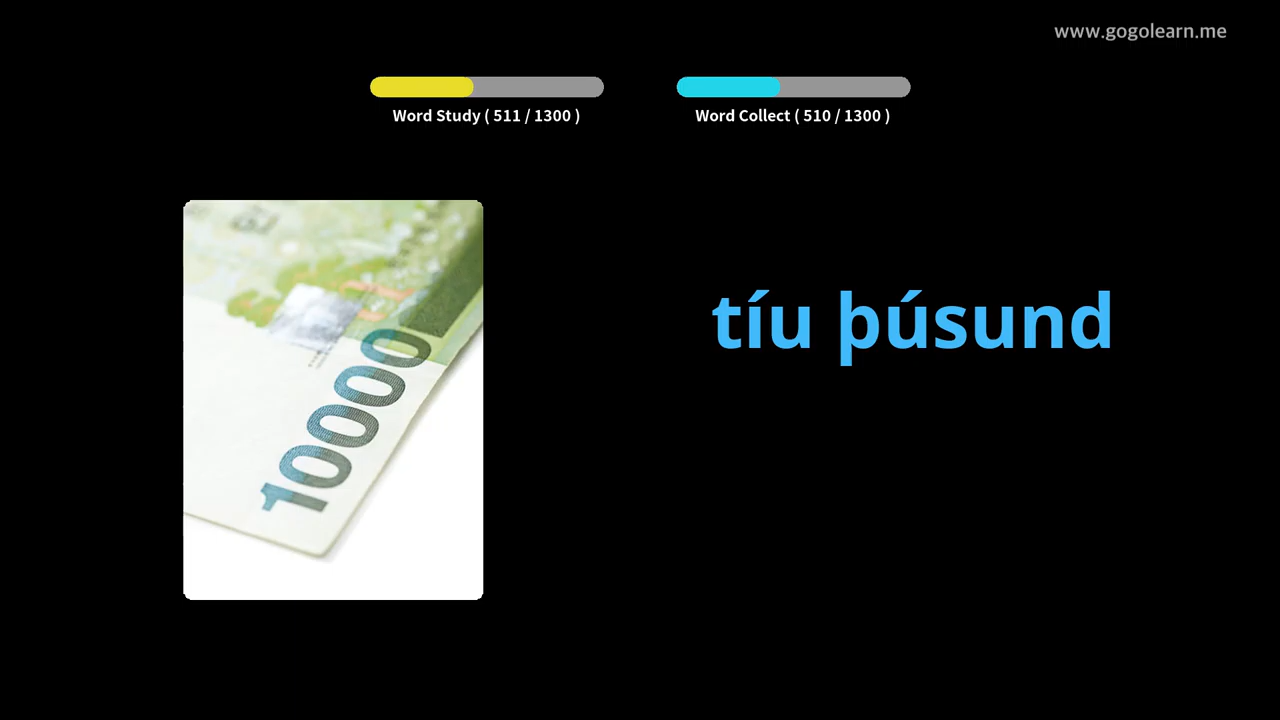 www.gogolearn.me
Word Study ( 511 / 1300 )
Word Collect ( 510 / 1300 )
tíu þúsund
10000